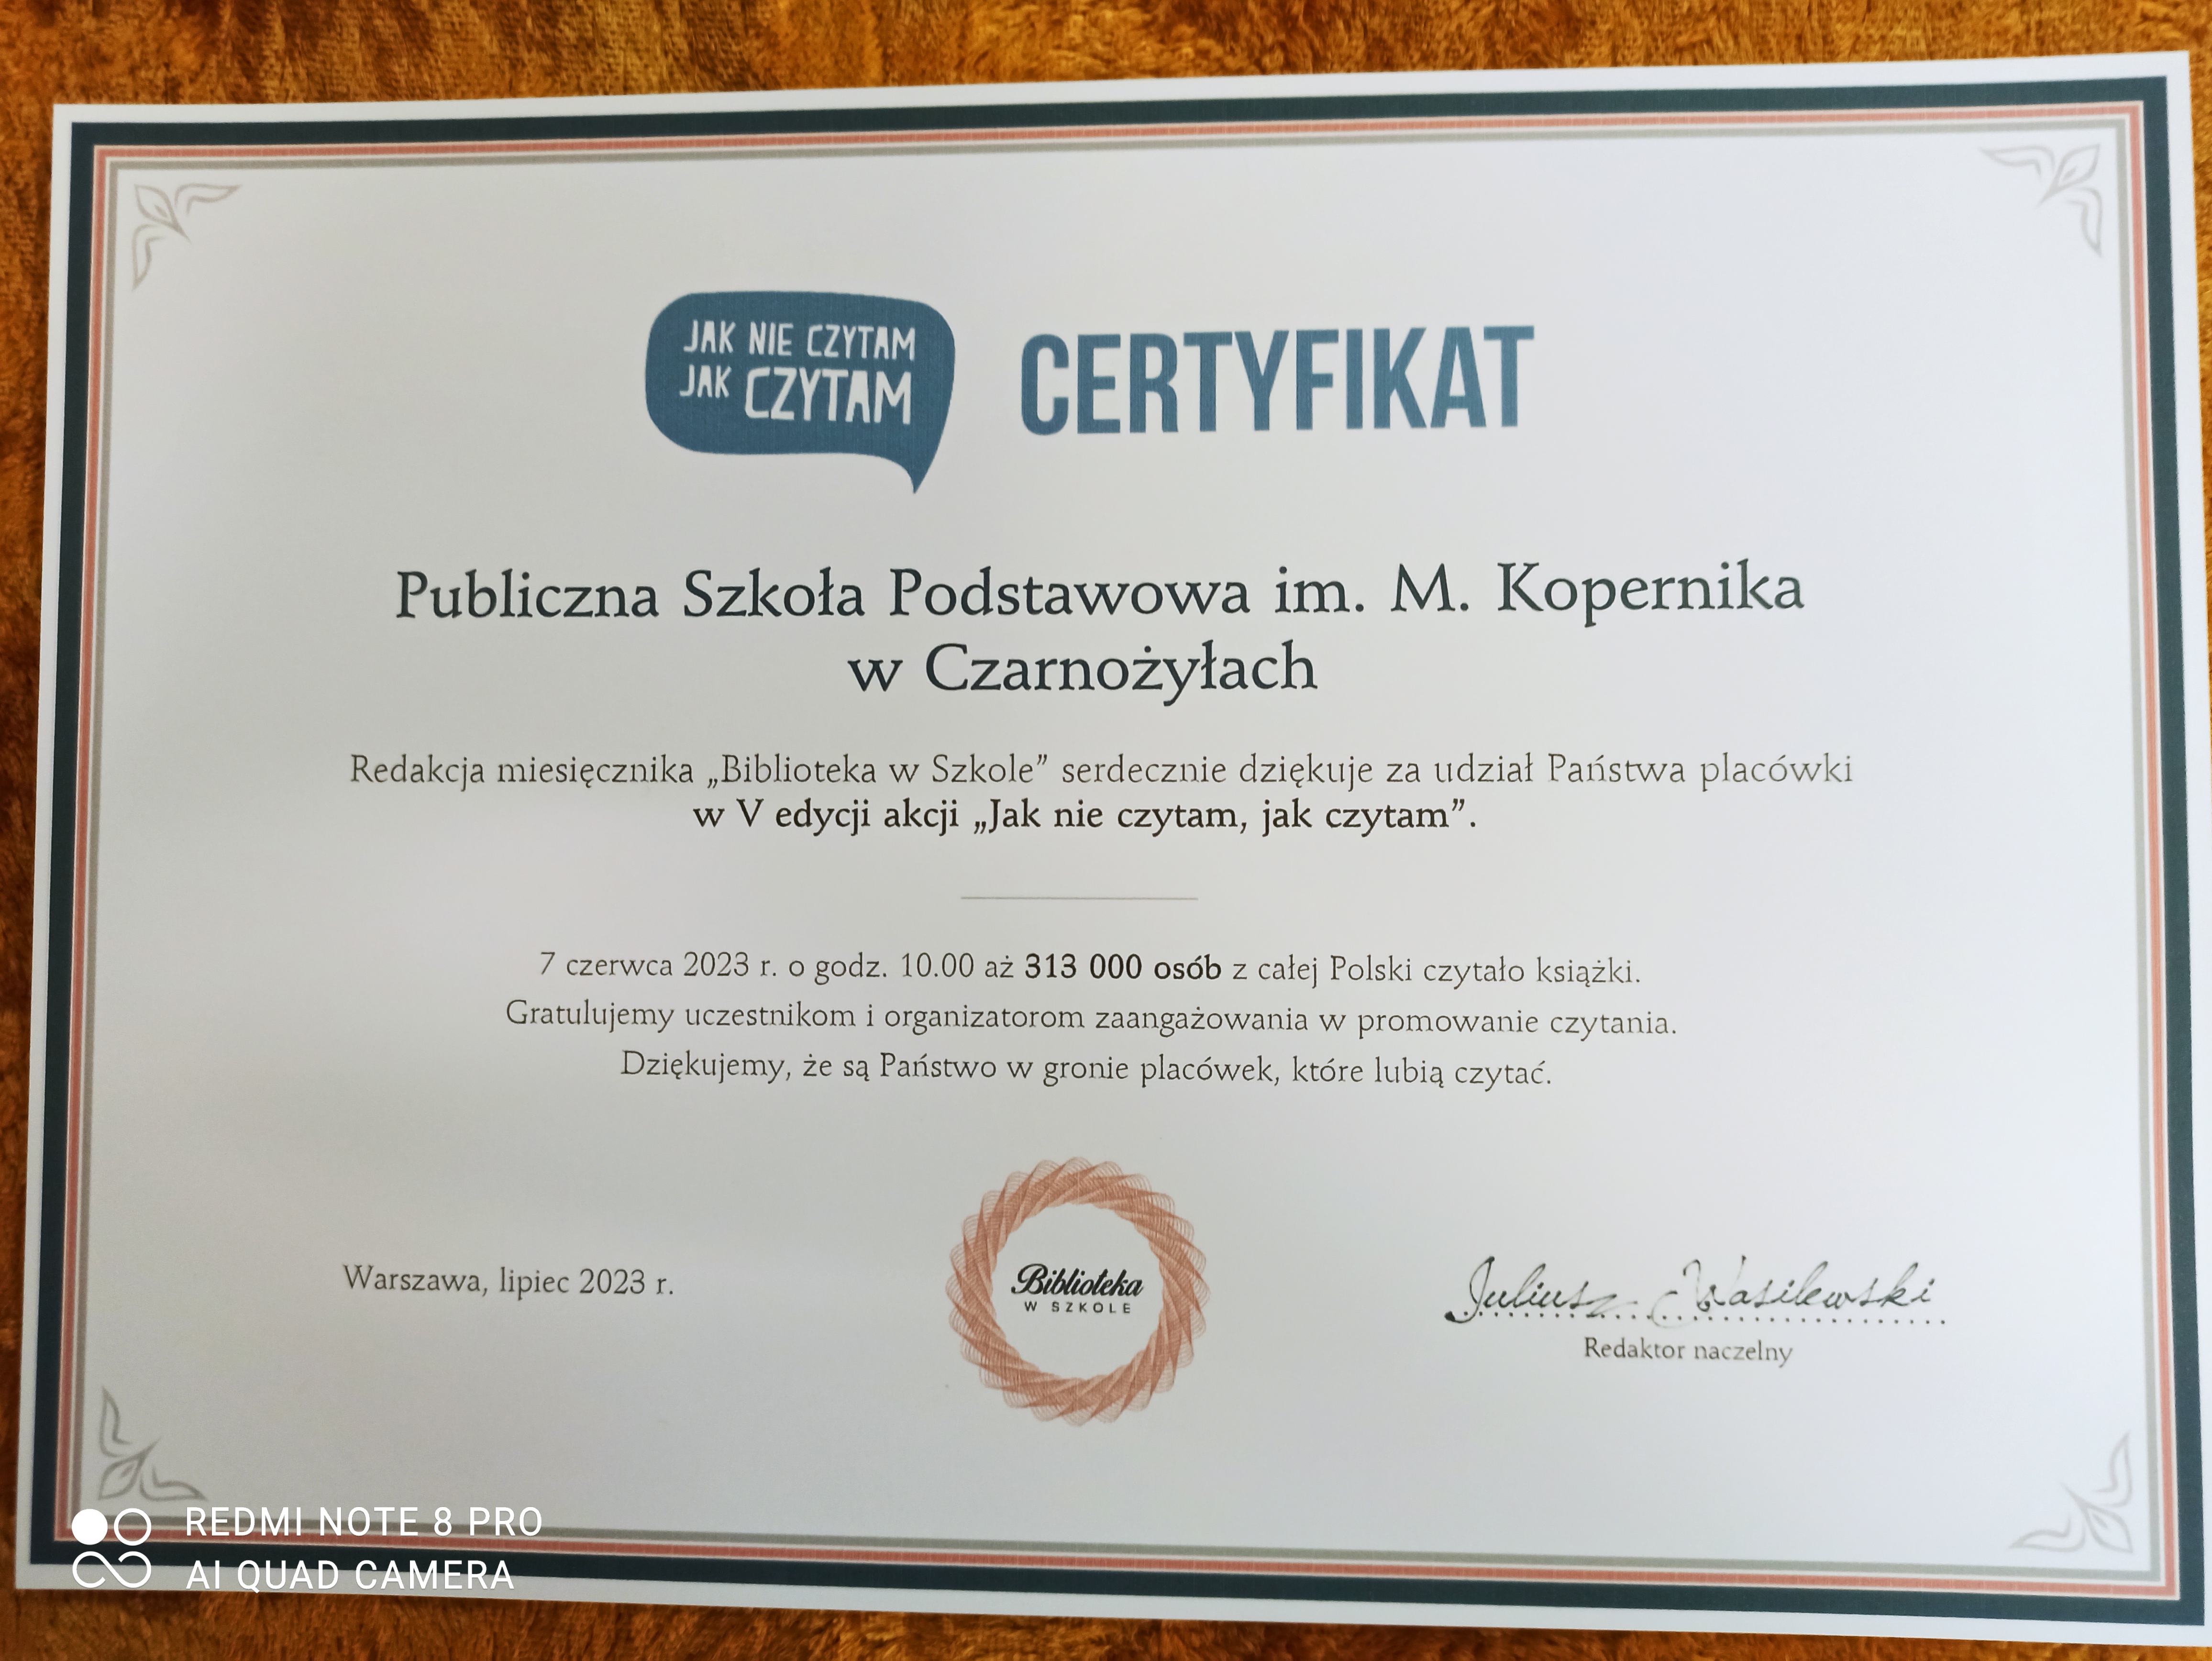 JAK NIE CZYTAM
JAK CZYTAM
CERTYFIKAT
Publiczna Szkoła Podstawowa im. M. Kopernika
w Czarnożyłach
Redakcja miesięcznika „Biblioteka w Szkole” serdecznie dziękuje za udział Państwa placówki
w V edycji akcji „Jak nie czytam, jak czytam”.
7 czerwca 2023 r. o godz. 10.00 aż 313 000 osób z całej Polski czytało książki.
Gratulujemy uczestnikom i organizatorom zaangażowania w promowanie czytania.
Dziękujemy, że są Państwo w gronie placówek, które lubią czytać.
Warszawa, lipiec 2023 r.
Biblioteka
W SZKOLE
Juliusz Wasilewski
Redaktor naczelny
REDMI NOTE 8 PRO
AI QUAD CAMERA